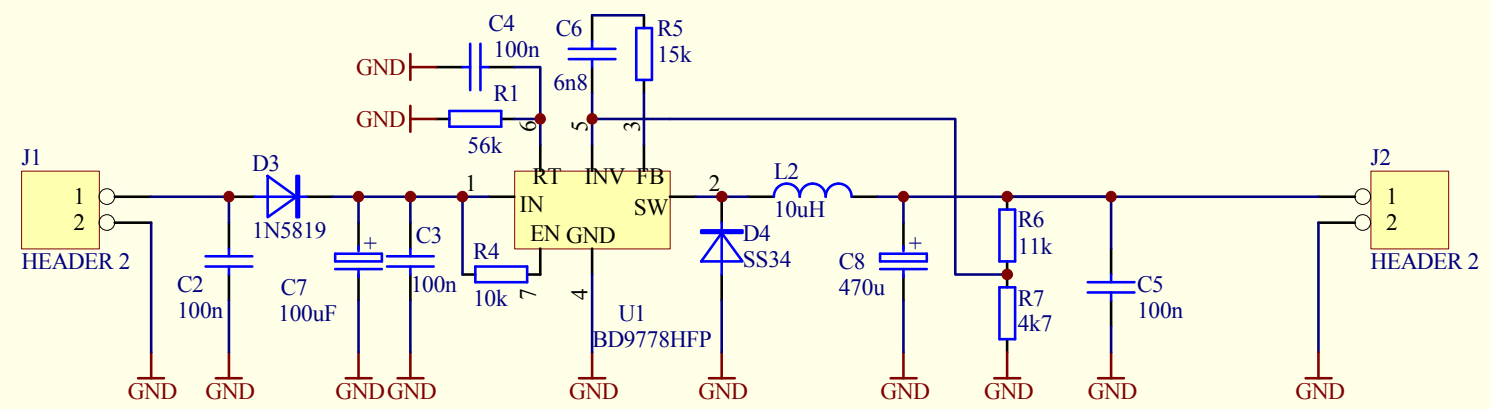 C4
100n
C6
6n8
R5
15k
GND
R1
56k
GND
6
5
3
J1
1
2
HEADER 2
D3
1N5819
1
RT INV FB
IN
SW
EN GND
2
L2
10uH
J2
1
2
HEADER 2
C2
100n
C7
100uF
+
C3
100n
R4
10k
7
4
U1
BD9778HFP
D4
SS34
C8
470u
+
R6
11k
R7
4k7
C5
100n
GND
GND
GND
GND
GND
GND
GND
GND
GND
GND